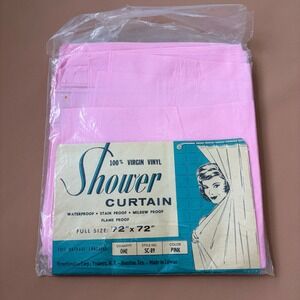 100% VIRGIN VINYL
Shower
CURTAIN
WATERPROOF • STAIN PROOF • MILDEW PROOF
FLAME PROOF
FULL SIZE: 72" x 72"
QUANTITY STYLE NO. COLOR
ONE SC-89 PINK
Made in Taiwan